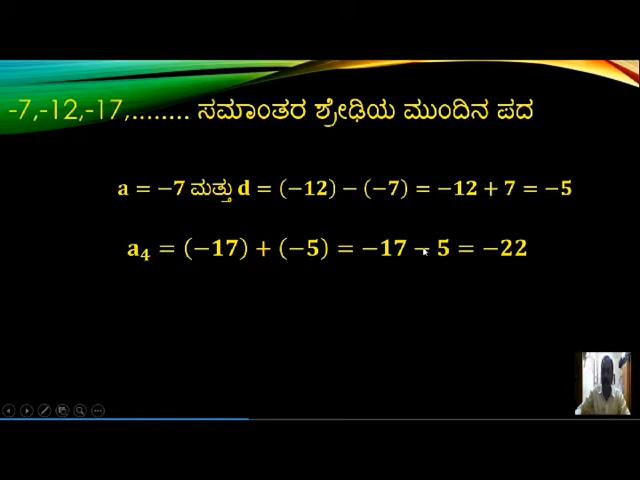 -7,-12,-17,........ ಸಮಾಂತರ ಶ್ರೇಢಿಯ ಮುಂದಿನ ಪದ
a = −7 ಮತ್ತು d = (−12) − (−7) = −12 + 7 = −5
a₄ = (−17) + (−5) = −17 − 5 = −22